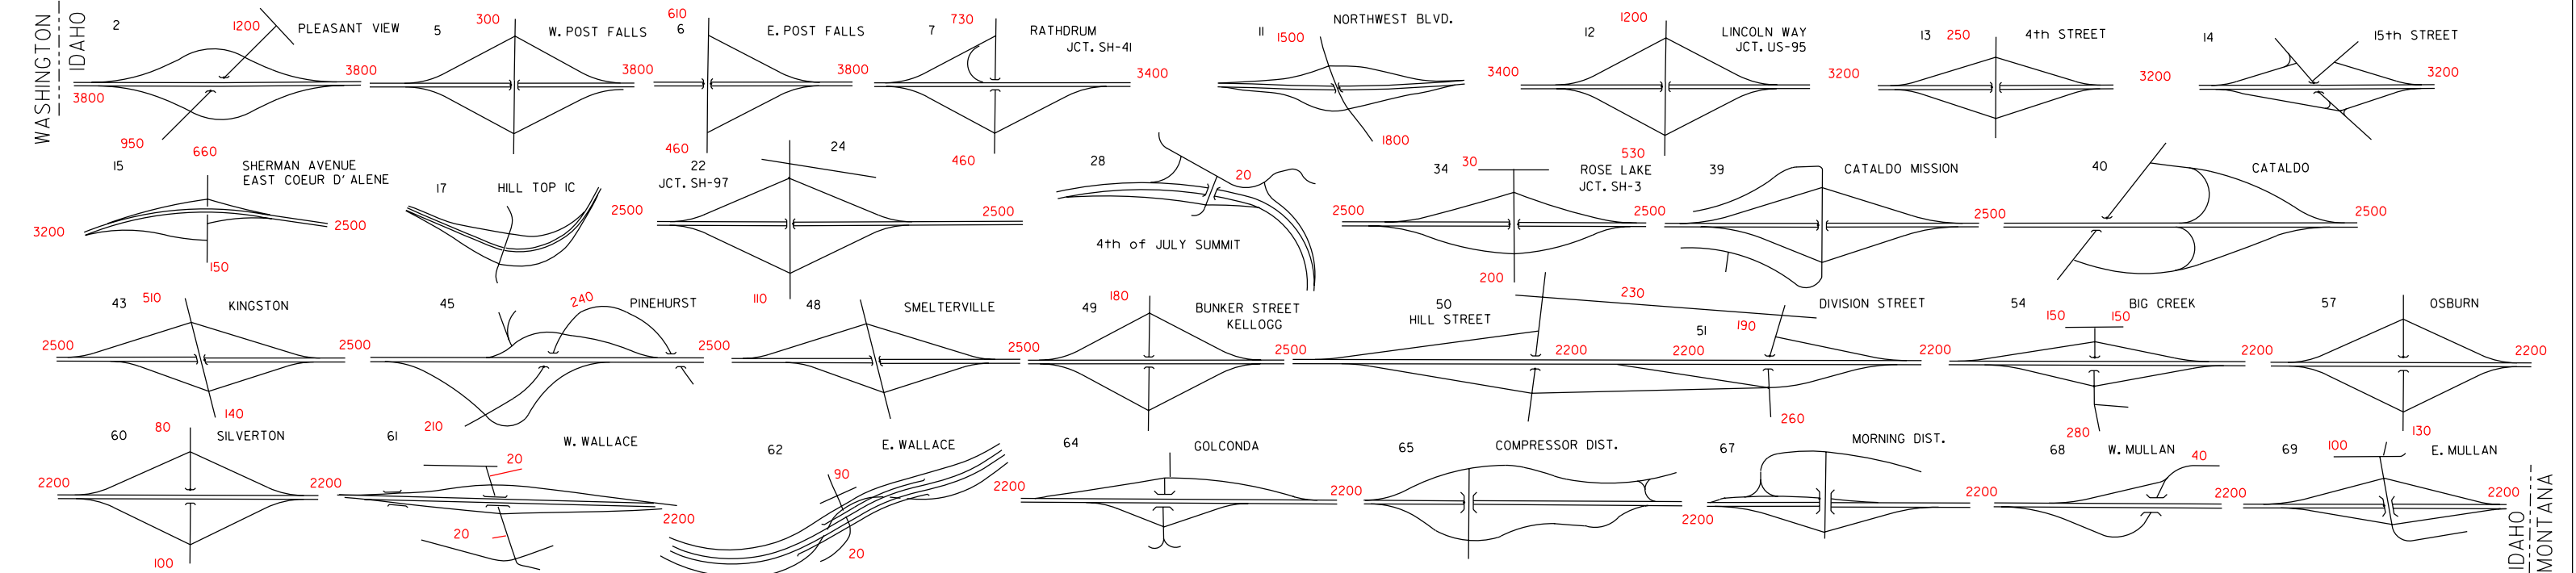 WASHINGTON
IDAHO
2
1200
PLEASANT VIEW
3800
3800
950
5
300
W. POST FALLS
3800
610
6
E. POST FALLS
3800
460
7
730
RATHDRUM
JCT. SH-41
3400
460
11
1500
NORTHWEST BLVD.
1800
3400
12
1200
LINCOLN WAY
JCT. US-95
3200
530
13
250
4th STREET
3200
14
15th STREET
3200
15
660
SHERMAN AVENUE
EAST COEUR D' ALENE
3200
2500
150
17
HILL TOP IC
2500
22
JCT. SH-97
24
2500
110
28
20
4th of JULY SUMMIT
34
30
ROSE LAKE
JCT. SH-3
2500
2500
200
39
CATALDO MISSION
2500
40
CATALDO
2500
43
510
KINGSTON
2500
2500
140
45
240
PINEHURST
2500
210
48
SMELTERVILLE
2500
49
180
BUNKER STREET
KELLOGG
2500
50
HILL STREET
230
2200
2200
51
190
DIVISION STREET
2200
260
54
BIG CREEK
150
150
2200
280
57
OSBURN
2200
130
60
80
SILVERTON
2200
2200
100
61
W. WALLACE
20
20
2200
62
E. WALLACE
90
20
2200
64
GOLCONDA
2200
65
COMPRESSOR DIST.
2200
67
MORNING DIST.
2200
68
W. MULLAN
40
2200
69
100
E. MULLAN
2200
IDAHO
MONTANA